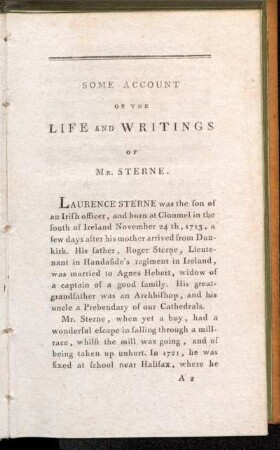 SOME ACCOUNT
OF THE
LIFE AND WRITINGS
OF
MR. STERNE.
LAURENCE STERNE was the ſon of
an Iriſh officer, and born at Clonmel in the
ſouth of Ireland November 24 th, 1713, a
few days after his mother arrived from Dun-
kirk. His father, Roger Sterne, Lieute-
nant in Handaſide's regiment in Ireland,
was married to Agnes Hebert, widow of
a captain of a good family. His great-
grandfather was an Archbiſhop, and his
uncle a Prebendary of our Cathedrals.
Mr. Sterne, when yet a boy, had a
wonderful eſcape in falling through a mill-
race, whilſt the mill was going, and of
being taken up unhurt. In 1721, he was
fixed at ſchool near Halifax, where he
A 2